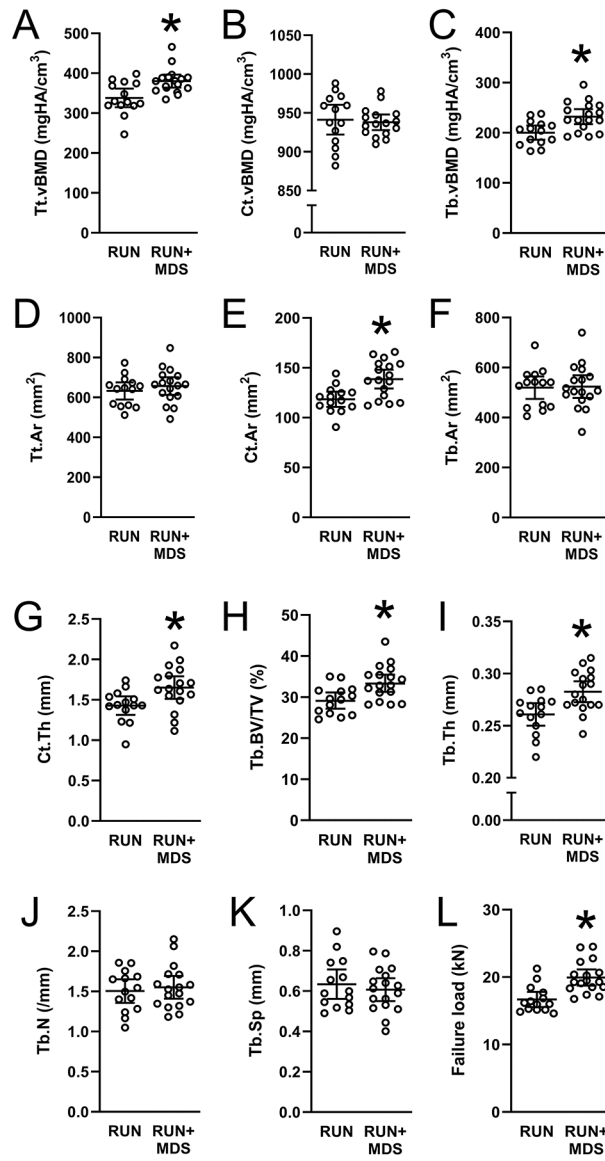 A
*
Tt.vBMD (mgHA/cm³)
500
400
300
200
100
0
RUN
RUN+
MDS
B
Ct.vBMD (mgHA/cm³)
1050
1000
950
900
850
0
RUN
RUN+
MDS
C
*
Tb.vBMD (mgHA/cm³)
400
300
200
100
0
RUN
RUN+
MDS
D
Tt.Ar (mm²)
1000
800
600
400
200
0
RUN
RUN+
MDS
E
*
Ct.Ar (mm²)
200
150
100
50
0
RUN
RUN+
MDS
F
Tb.Ar (mm²)
800
600
400
200
0
RUN
RUN+
MDS
G
*
Ct.Th (mm)
2.5
2.0
1.5
1.0
0.5
0.0
RUN
RUN+
MDS
H
*
Tb.BV/TV (%)
50
40
30
20
10
0
RUN
RUN+
MDS
I
*
Tb.Th (mm)
0.35
0.30
0.25
0.20
0.00
RUN
RUN+
MDS
J
Tb.N (/mm)
2.5
2.0
1.5
1.0
0.5
0.0
RUN
RUN+
MDS
K
Tb.Sp (mm)
1.0
0.8
0.6
0.4
0.2
0.0
RUN
RUN+
MDS
L
*
Failure load (kN)
30
20
10
0
RUN
RUN+
MDS